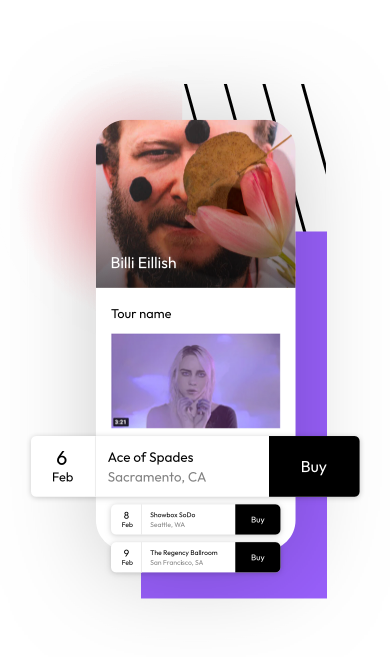 Billi Eillish
Tour name
3:21
6
Feb
Ace of Spades
Sacramento, CA
Buy
8
Feb
Showbox SoDo
Seattle, WA
Buy
9
Feb
The Regency Ballroom
San Francisco, SA
Buy